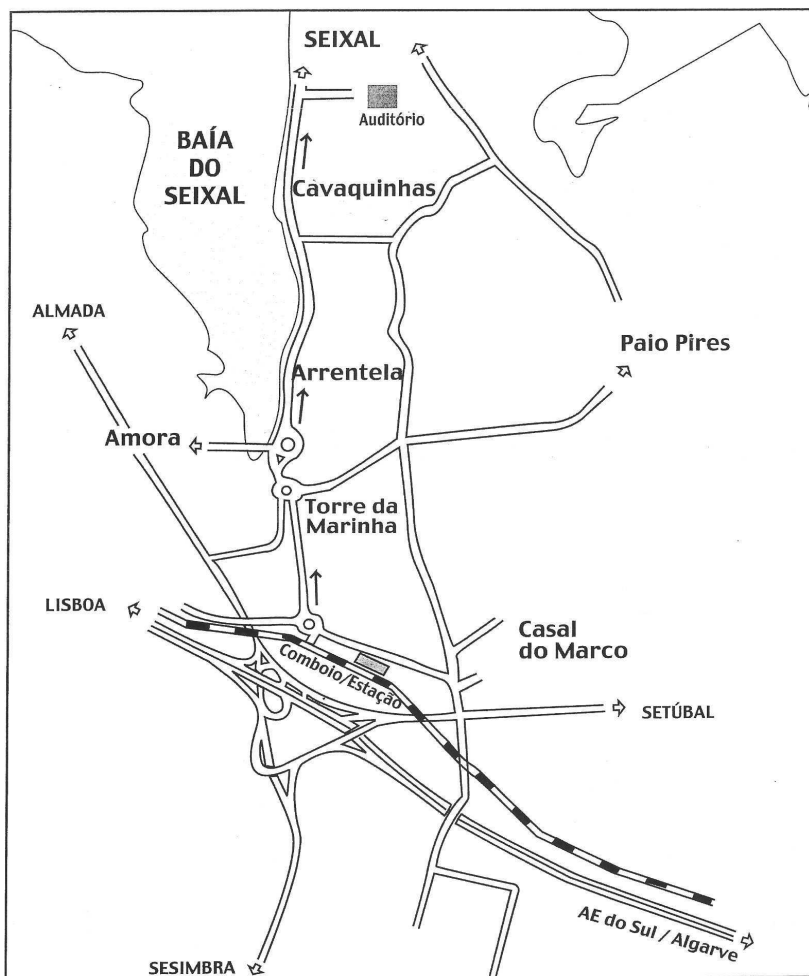 SEIXAL
Auditório
BAÍA
DO
SEIXAL
Cavaquinhas
ALMADA
Paio Pires
Arrentela
Amora
Torre da
Marinha
LISBOA
Casal
do Marco
Comboio/Estação
SETÚBAL
AE do Sul / Algarve
SESIMBRA